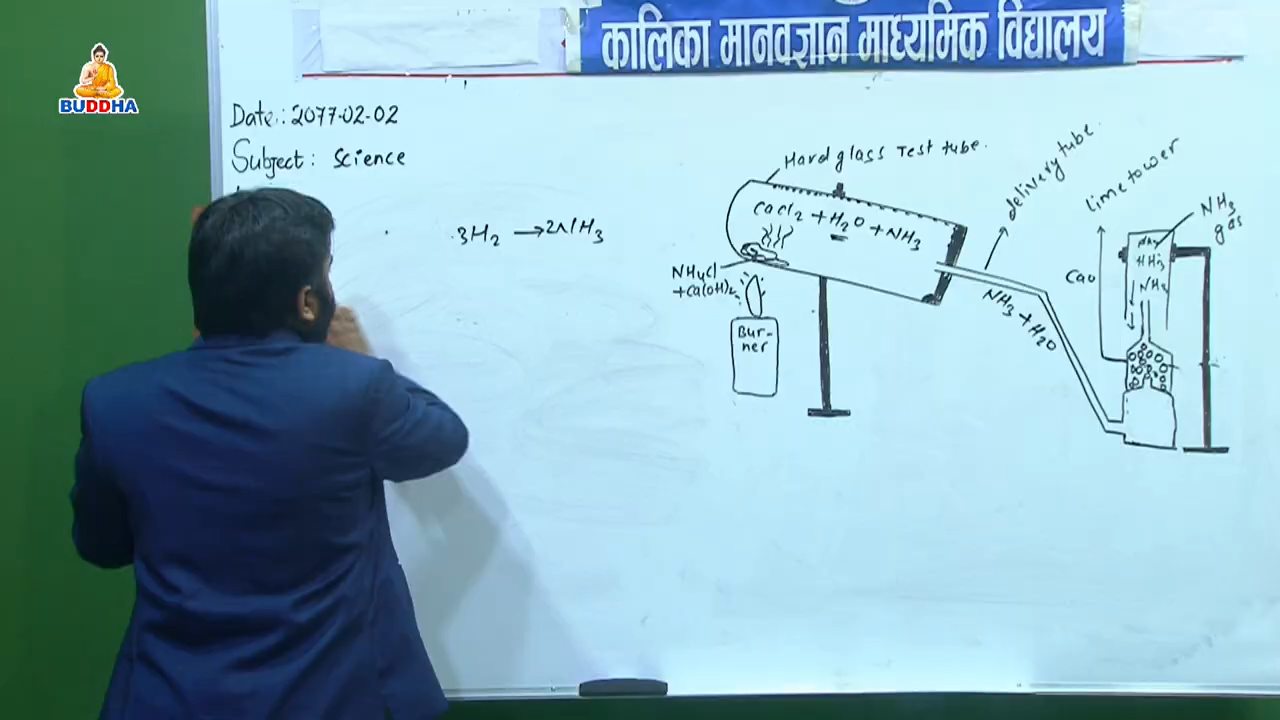 कालिका मानवज्ञान माध्यमिक विद्यालय
BUDDHA
Date.: 2077-02-02
Subject: Science
3H2 → 2NH3
Hard glass Test tube.
CaCl2 + H2O + NH3
NH4Cl
+ Ca(OH)2
Bur-
ner
delivery tube.
NH3 + H2O
lime tower
CaO
NH3
gas
NH3
NH3